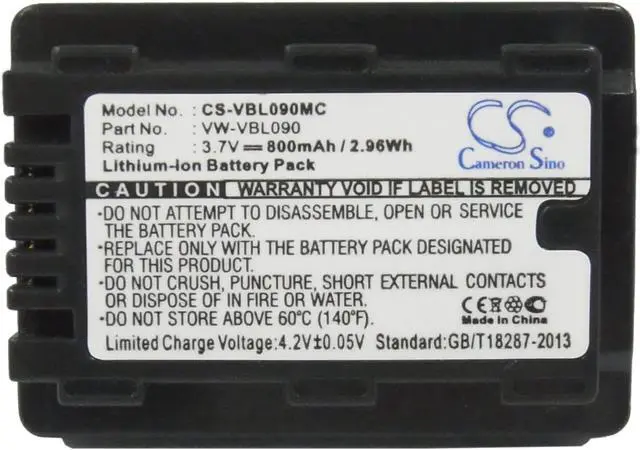 Model No. : CS-VBL090MC
Part No. : VW-VBL090
Rating : 3.7V ⎓ 800mAh / 2.96Wh
Lithium-Ion Battery Pack
CS
Cameron Sino
CAUTION WARRANTY VOID IF LABEL IS REMOVED
•DO NOT ATTEMPT TO DISASSEMBLE, OPEN OR SERVICE
THE BATTERY PACK.
•REPLACE ONLY WITH THE BATTERY PACK DESIGNATED
FOR THIS PRODUCT.
•DO NOT CRUSH, PUNCTURE, SHORT EXTERNAL CONTACTS
OR DISPOSE OF IN FIRE OR WATER.
•DO NOT STORE ABOVE 60℃ (140℉).
CE
Made in China
Limited Charge Voltage:4.2V±0.05V Standard:GB/T18287-2013